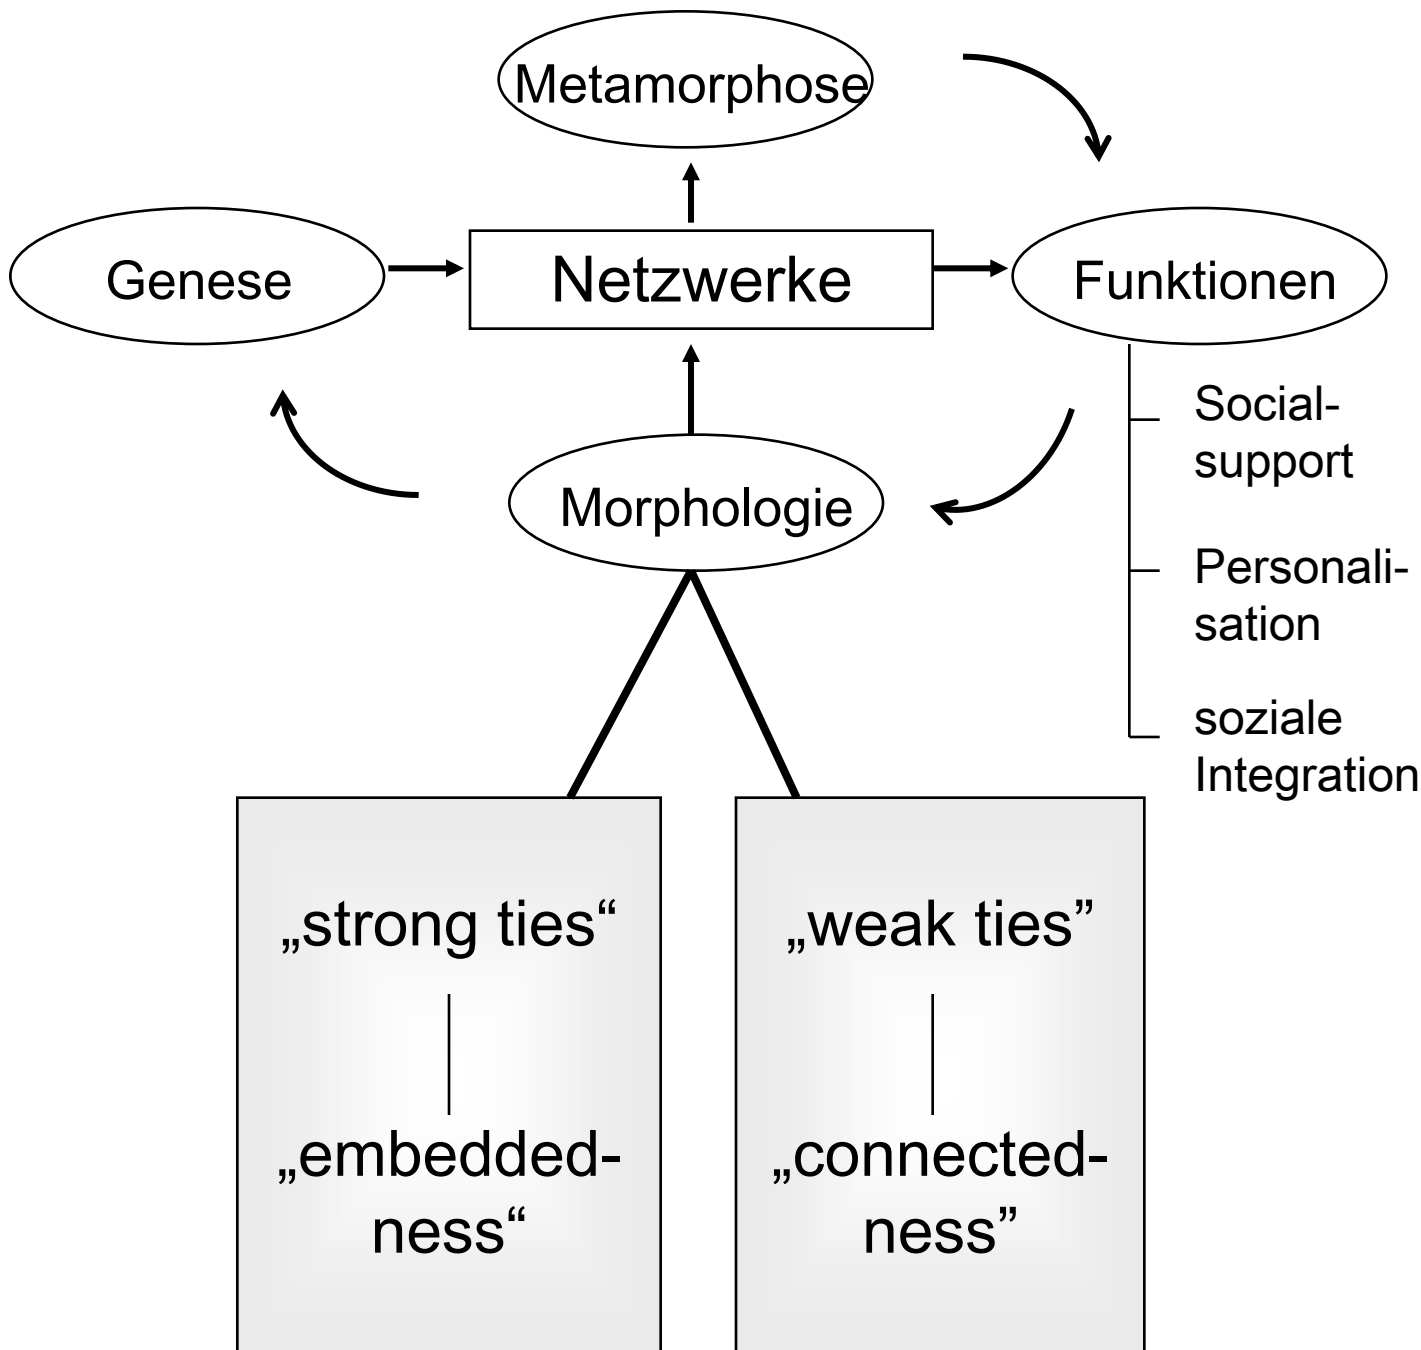 Metamorphose
Genese
Netzwerke
Funktionen
Social-
support
Morphologie
Personali-
sation
soziale
Integration
„strong ties“
„embedded-
ness“
„weak ties”
„connected-
ness”